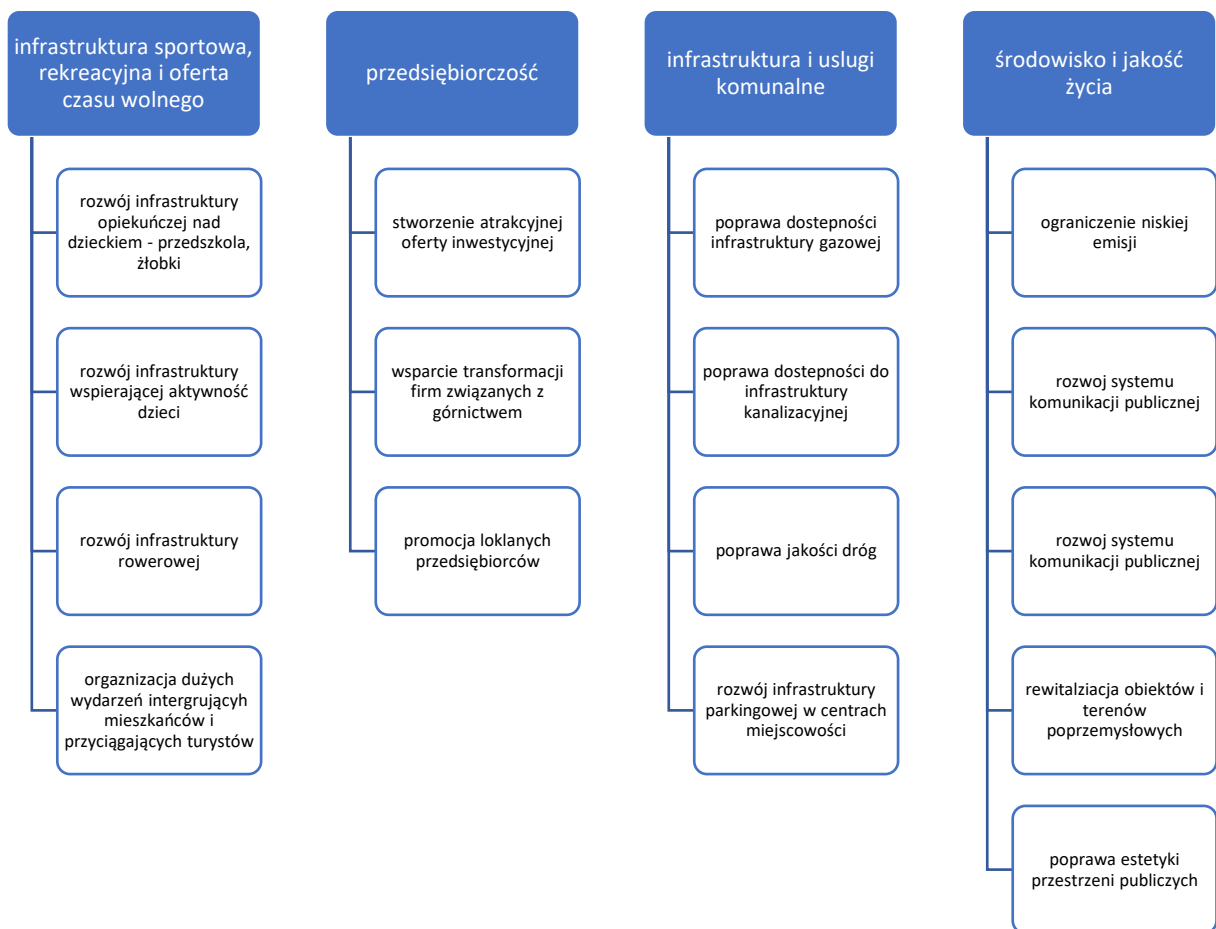 infrastruktura sportowa,
rekreacyjna i oferta
czasu wolnego
rozwój infrastruktury
opiekuńczej nad
dzieckiem - przedszkola,
żłobki
rozwój infrastruktury
wspierającej aktywność
dzieci
rozwój infrastruktury
rowerowej
orgaznizacja dużych
wydarzeń intergrującyh
mieszkańców i
przyciągających turystów
przedsiębiorczość
stworzenie atrakcyjnej
oferty inwestycyjnej
wsparcie transformacji
firm związanych z
górnictwem
promocja loklanych
przedsiębiorców
infrastruktura i uslugi
komunalne
poprawa dostepności
infrastruktury gazowej
poprawa dostepności do
infrastruktury
kanalizacyjnej
poprawa jakości dróg
rozwój infrastruktury
parkingowej w centrach
miejscowości
środowisko i jakość
życia
ograniczenie niskiej
emisji
rozwoj systemu
komunikacji publicznej
rozwoj systemu
komunikacji publicznej
rewitalziacja obiektów i
terenów
poprzemysłowych
poprawa estetyki
przestrzeni publiczych